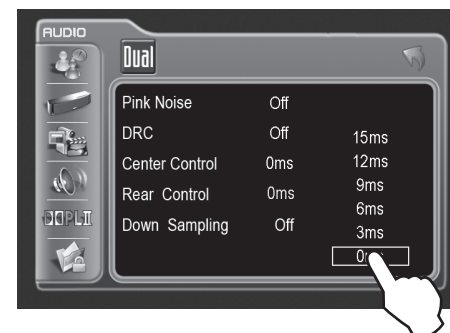 AUDIO
Dual
Pink Noise Off
DRC Off
Center Control 0ms
Rear Control 0ms
Down Sampling Off
15ms
12ms
9ms
6ms
3ms
PLII